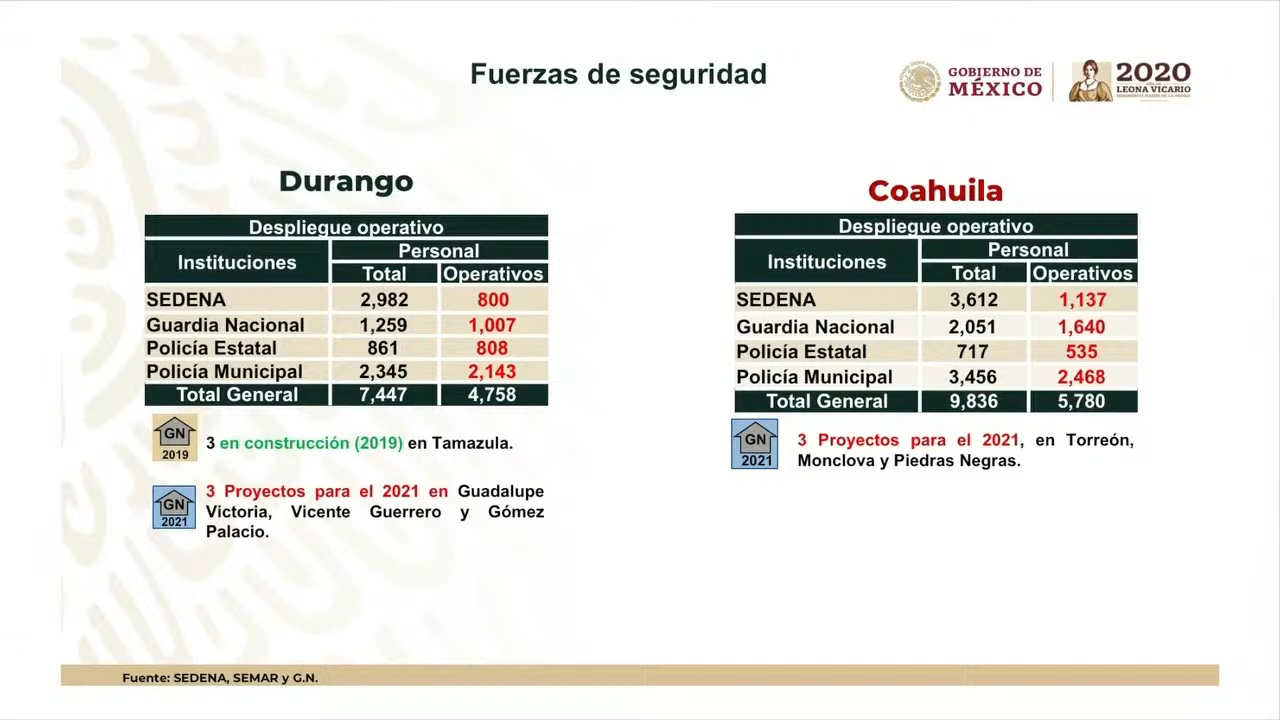 Fuerzas de seguridad
GOBIERNO DE
MÉXICO
2020
LEONA VICARIO
Durango
Despliegue operativo
Instituciones
Personal
Total
Operativos
SEDENA 2,982 800
Guardia Nacional 1,259 1,007
Policía Estatal 861 808
Policía Municipal 2,345 2,143
Total General 7,447 4,758
GN
2019
3 en construcción (2019) en Tamazula.
GN
2021
3 Proyectos para el 2021 en Guadalupe
Victoria, Vicente Guerrero y Gómez
Palacio.
Coahuila
Despliegue operativo
Instituciones
Personal
Total
Operativos
SEDENA 3,612 1,137
Guardia Nacional 2,051 1,640
Policía Estatal 717 535
Policía Municipal 3,456 2,468
Total General 9,836 5,780
GN
2021
3 Proyectos para el 2021, en Torreón,
Monclova y Piedras Negras.
Fuente: SEDENA, SEMAR y G.N.